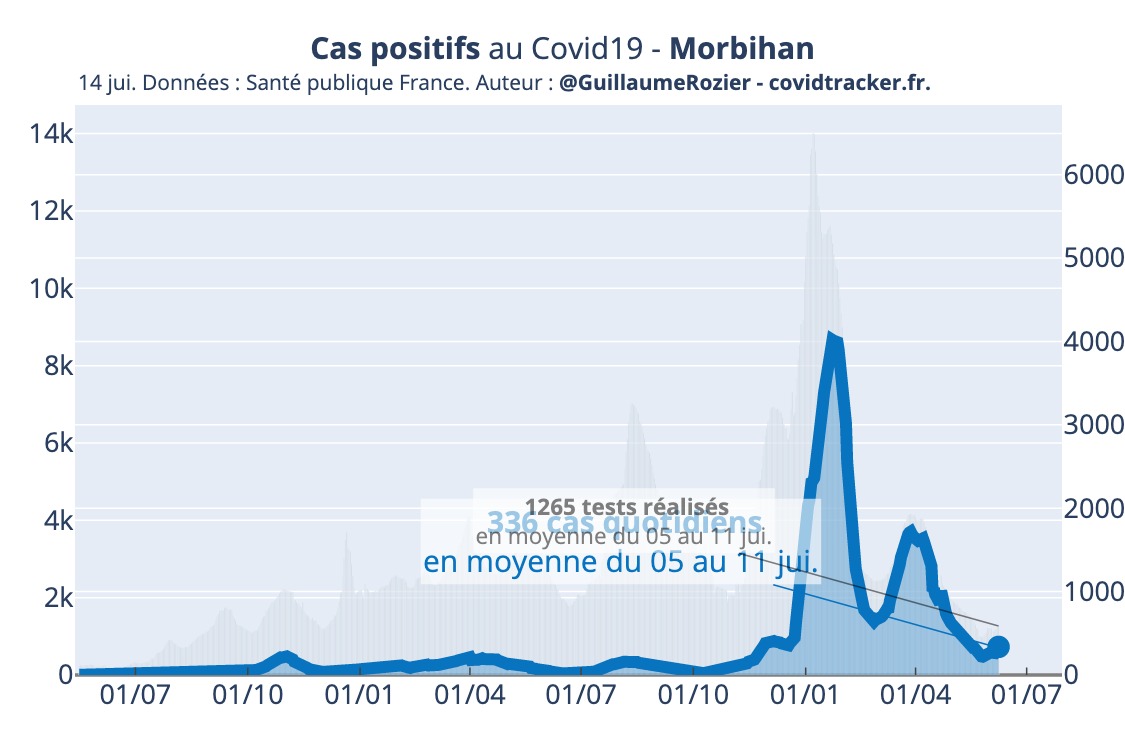 Cas positifs au Covid19 - Morbihan
14 jui. Données : Santé publique France. Auteur : @GuillaumeRozier - covidtracker.fr.
14k
12k
10k
8k
6k
4k
2k
0
6000
5000
4000
3000
2000
1000
0
1265 tests réalisés
336 cas quotidiens
en moyenne du 05 au 11 jui.
en moyenne du 05 au 11 jui.
01/07
01/10
01/01
01/04
01/07
01/10
01/01
01/04
01/07